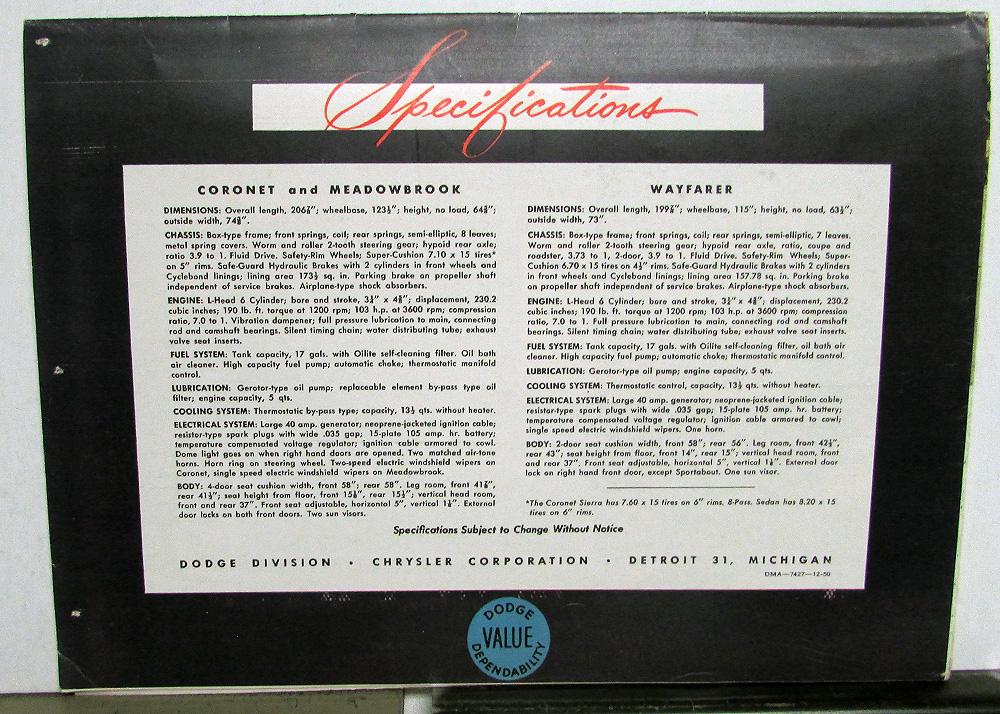 Specifications
CORONET and MEADOWBROOK
DIMENSIONS: Overall length, 206⅞"; wheelbase, 123½"; height, no load, 64⅝";
outside width, 74⅜".
CHASSIS: Box-type frame; front springs, coil; rear springs, semi-elliptic, 8 leaves;
metal spring covers. Worm and roller 2-tooth steering gear; hypoid rear axle;
ratio 3.9 to 1. Fluid Drive. Safety-Rim Wheels; Super-Cushion 7.10 x 15 tires*
on 5" rims. Safe-Guard Hydraulic Brakes with 2 cylinders in front wheels and
Cyclebond linings; lining area 173½ sq. in. Parking brake on propeller shaft
independent of service brakes. Airplane-type shock absorbers.
ENGINE: L-Head 6 Cylinder; bore and stroke, 3¼" x 4⅝"; displacement, 230.2
cubic inches; 190 lb. ft. torque at 1200 rpm; 103 h.p. at 3600 rpm; compression
ratio, 7.0 to 1. Vibration dampener; full pressure lubrication to main, connecting
rod and camshaft bearings. Silent timing chain; water distributing tube; exhaust
valve seat inserts.
FUEL SYSTEM: Tank capacity, 17 gals. with Oilite self-cleaning filter. Oil bath
air cleaner. High capacity fuel pump; automatic choke; thermostatic manifold
control.
LUBRICATION: Gerotor-type oil pump; replaceable element by-pass type oil
filter; engine capacity, 5 qts.
COOLING SYSTEM: Thermostatic by-pass type; capacity, 13½ qts. without heater.
ELECTRICAL SYSTEM: Large 40 amp. generator; neoprene-jacketed ignition cable;
resistor-type spark plugs with wide .035 gap; 15-plate 105 amp. hr. battery;
temperature compensated voltage regulator; ignition cable armored to cowl.
Dome light goes on when right hand doors are opened. Two matched air-tone
horns. Horn ring on steering wheel. Two-speed electric windshield wipers on
Coronet, single speed electric windshield wipers on Meadowbrook.
BODY: 4-door seat cushion width, front 58"; rear 58". Leg room, front 41⅞",
rear 41½"; seat height from floor, front 15⅛", rear 15½"; vertical head room,
front and rear 37". Front seat adjustable, horizontal 5", vertical 1⅛". External
door locks on both front doors. Two sun visors.
WAYFARER
DIMENSIONS: Overall length, 199⅜"; wheelbase, 115"; height, no load, 63½";
outside width, 73".
CHASSIS: Box-type frame; front springs, coil; rear springs, semi-elliptic, 7 leaves.
Worm and roller 2-tooth steering gear; hypoid rear axle, ratio, coupe and
roadster, 3.73 to 1, 2-door, 3.9 to 1. Fluid Drive. Safety-Rim Wheels; Super-
Cushion 6.70 x 15 tires on 4½" rims. Safe-Guard Hydraulic Brakes with 2 cylinders
in front wheels and Cyclebond linings; lining area 157.78 sq. in. Parking brake
on propeller shaft independent of service brakes. Airplane-type shock absorbers.
ENGINE: L-Head 6 Cylinder; bore and stroke, 3¼" x 4⅝"; displacement, 230.2
cubic inches; 190 lb. ft. torque at 1200 rpm; 103 h.p. at 3600 rpm; compression
ratio, 7.0 to 1. Full pressure lubrication to main, connecting rod and camshaft
bearings. Silent timing chain; water distributing tube; exhaust valve seat inserts.
FUEL SYSTEM: Tank capacity, 17 gals. with Oilite self-cleaning filter, oil bath air
cleaner. High capacity fuel pump; automatic choke; thermostatic manifold control.
LUBRICATION: Gerotor-type oil pump; engine capacity, 5 qts.
COOLING SYSTEM: Thermostatic control, capacity, 13½ qts. without heater.
ELECTRICAL SYSTEM: Large 40 amp. generator; neoprene-jacketed ignition cable;
resistor-type spark plugs with wide .035 gap; 15-plate 105 amp. hr. battery;
temperature compensated voltage regulator; ignition cable armored to cowl;
single speed electric windshield wipers. One horn.
BODY: 2-door seat cushion width, front 58"; rear 56". Leg room, front 42½",
rear 43"; seat height from floor, front 14", rear 15"; vertical head room, front
and rear 37". Front seat adjustable, horizontal 5", vertical 1⅛". External door
lock on right hand front door, except Sportabout. One sun visor.
*The Coronet Sierra has 7.60 x 15 tires on 6" rims. 8-Pass. Sedan has 8.20 x 15
tires on 6" rims.
Specifications Subject to Change Without Notice
DODGE DIVISION • CHRYSLER CORPORATION • DETROIT 31, MICHIGAN
DMA—7427—12-50
DODGE
VALUE
DEPENDABILITY